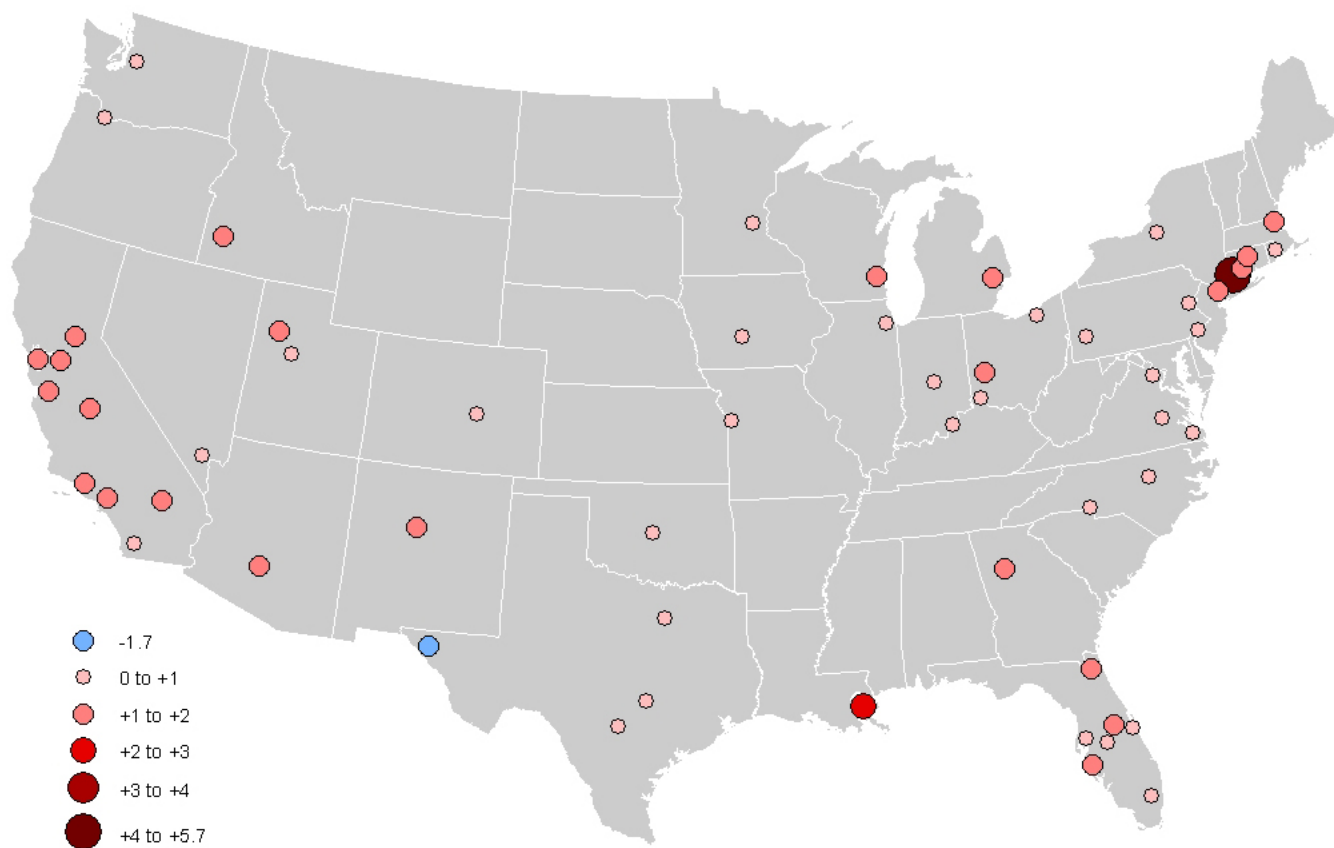 -1.7
0 to +1
+1 to +2
+2 to +3
+3 to +4
+4 to +5.7